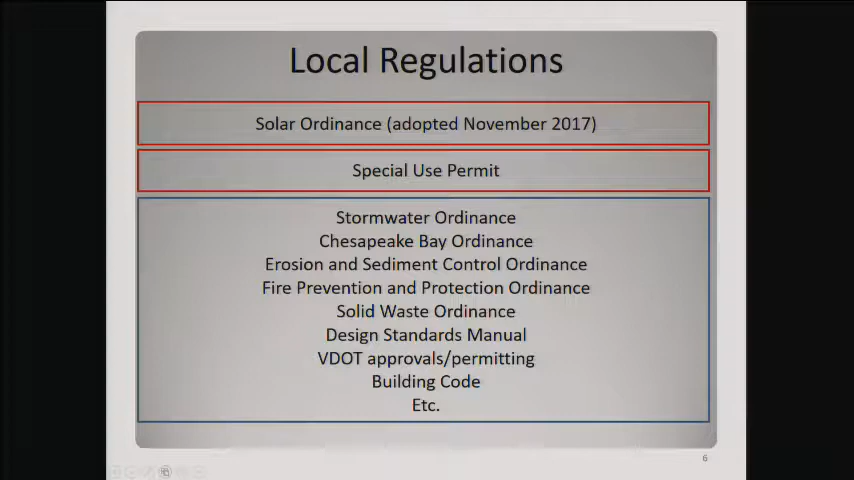 Local Regulations
Solar Ordinance (adopted November 2017)
Special Use Permit
Stormwater Ordinance
Chesapeake Bay Ordinance
Erosion and Sediment Control Ordinance
Fire Prevention and Protection Ordinance
Solid Waste Ordinance
Design Standards Manual
VDOT approvals/permitting
Building Code
Etc.
6